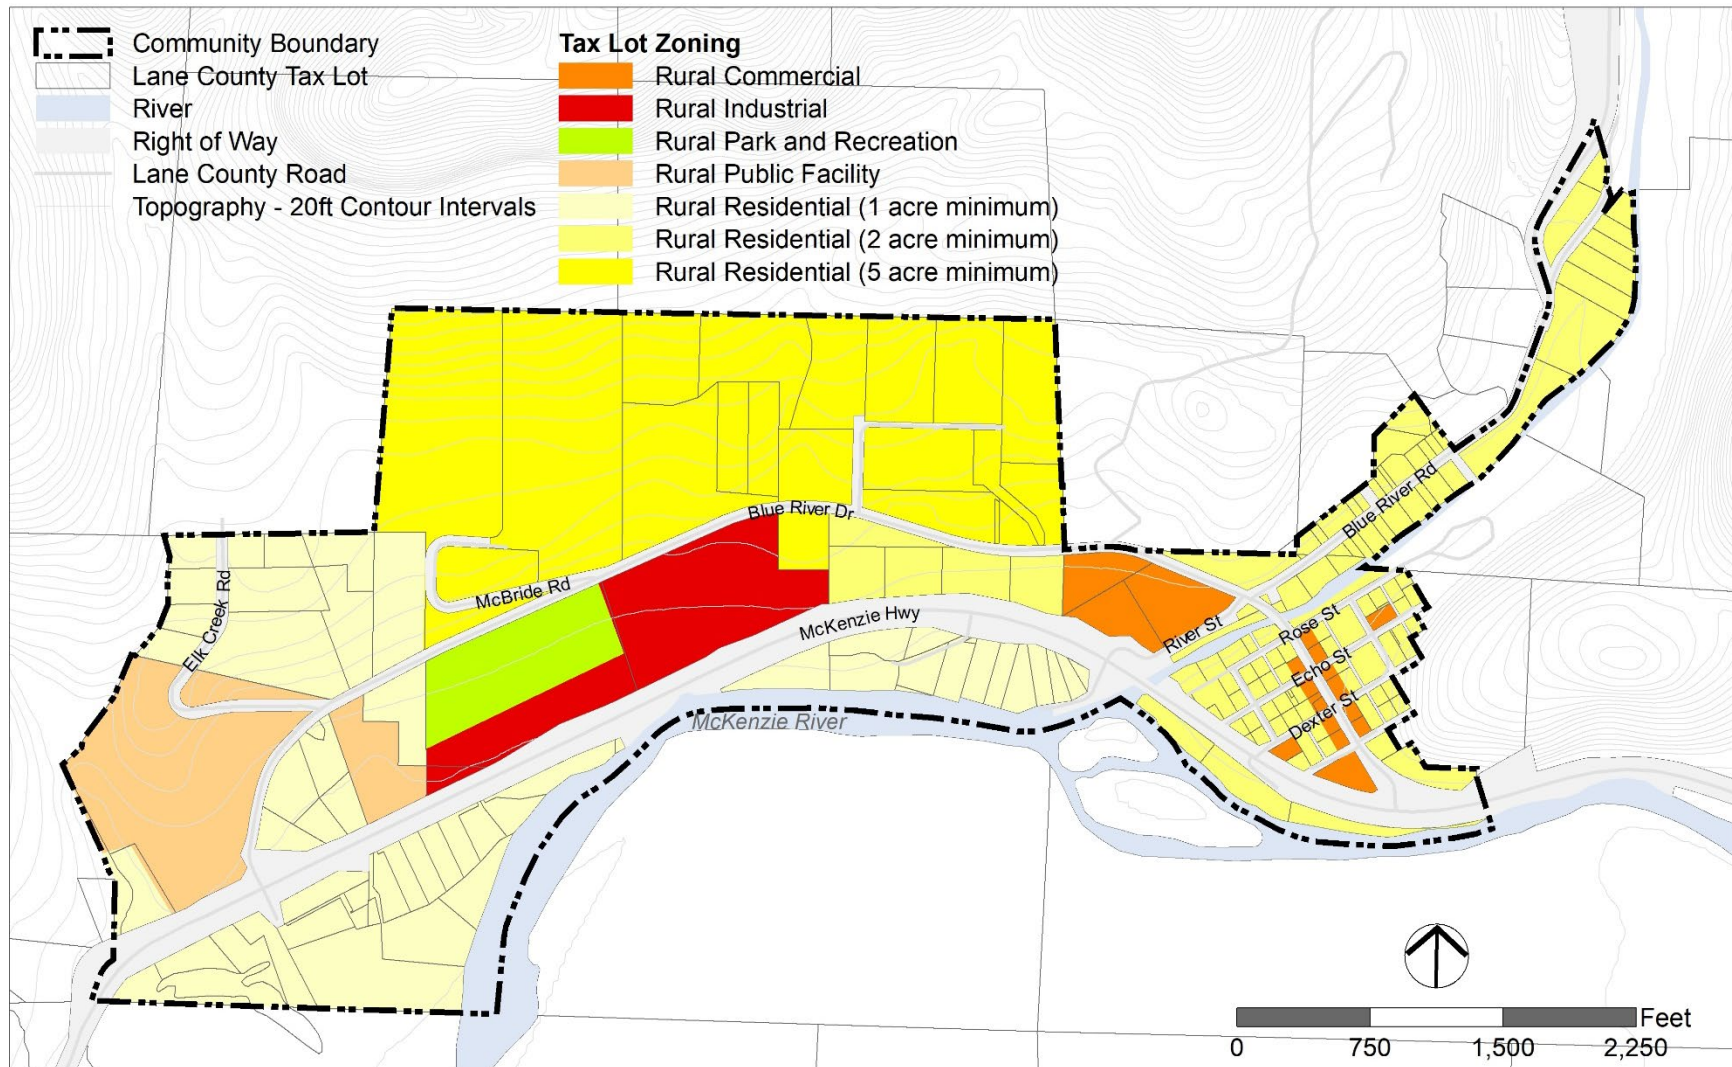 Community Boundary
Lane County Tax Lot
River
Right of Way
Lane County Road
Topography - 20ft Contour Intervals
Tax Lot Zoning
Rural Commercial
Rural Industrial
Rural Park and Recreation
Rural Public Facility
Rural Residential (1 acre minimum)
Rural Residential (2 acre minimum)
Rural Residential (5 acre minimum)
Blue River Rd
Blue River Dr
McBride Rd
Elk Creek Rd
McKenzie Hwy
River St
Rose St
Echo St
Dexter St
McKenzie River
Feet
0 750 1,500 2,250